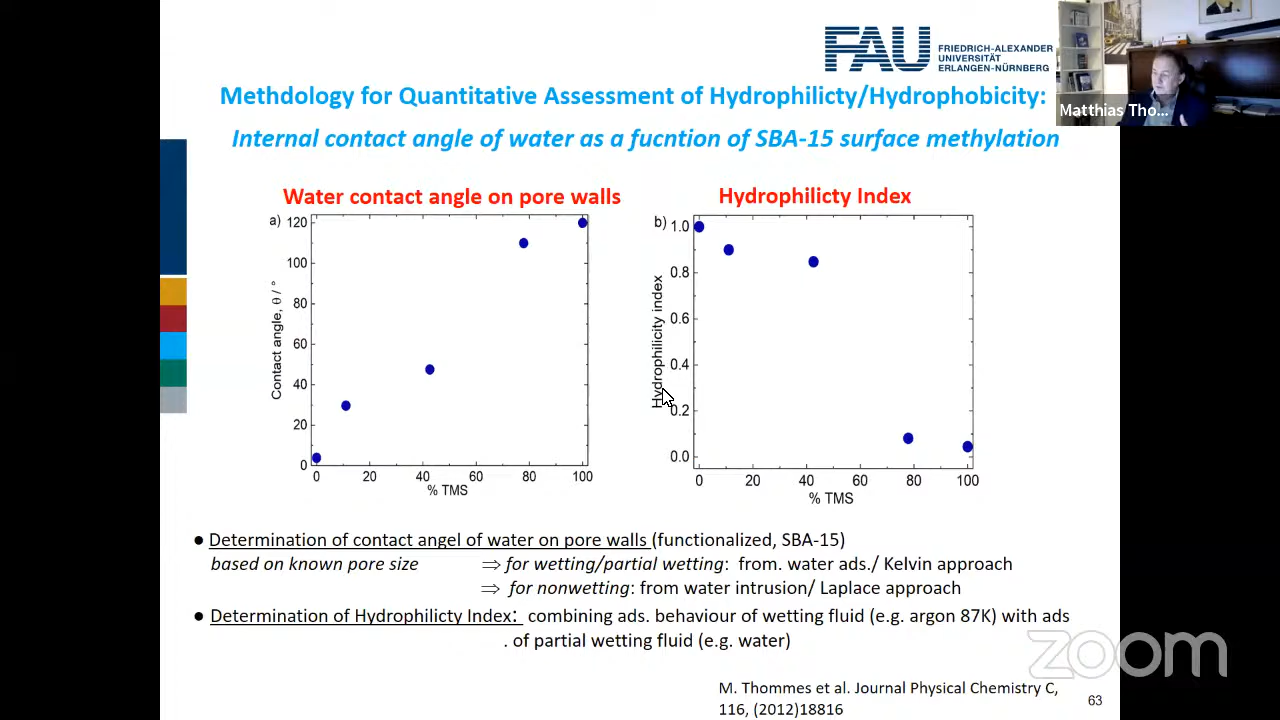 FAU FRIEDRICH-ALEXANDER
UNIVERSITÄT
ERLANGEN-NÜRNBERG
Matthias Tho...
Methdology for Quantitative Assessment of Hydrophilicty/Hydrophobicity:
Internal contact angle of water as a fucntion of SBA-15 surface methylation
Water contact angle on pore walls
a)
120
100
80
60
40
20
0
Contact angle, θ / °
0 20 40 60 80 100
% TMS
Hydrophilicty Index
b)
1.0
0.8
0.6
0.4
0.2
0.0
Hydrophilicity index
0 20 40 60 80 100
% TMS
● Determination of contact angel of water on pore walls (functionalized, SBA-15)
based on known pore size ⇒ for wetting/partial wetting: from. water ads./ Kelvin approach
⇒ for nonwetting: from water intrusion/ Laplace approach
● Determination of Hydrophilicty Index: combining ads. behaviour of wetting fluid (e.g. argon 87K) with ads
. of partial wetting fluid (e.g. water)
zoom
M. Thommes et al. Journal Physical Chemistry C,
116, (2012)18816
63